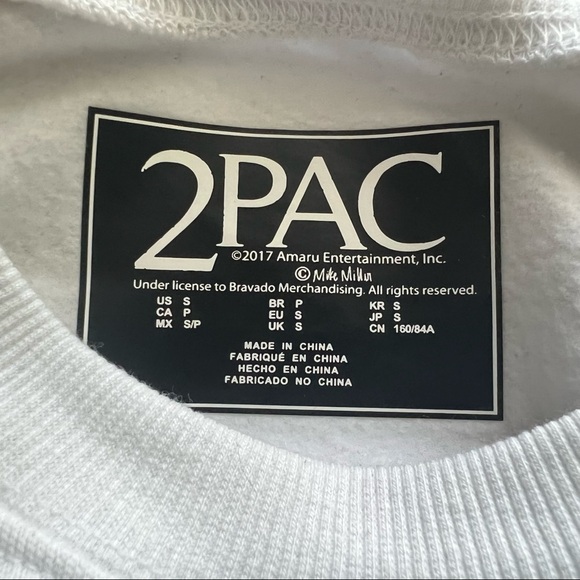 2PAC
©2017 Amaru Entertainment, Inc.
© Mike Miller
Under license to Bravado Merchandising. All rights reserved.
US S BR P KR S
CA P EU S JP S
MX S/P UK S CN 160/84A
MADE IN CHINA
FABRIQUÉ EN CHINA
HECHO EN CHINA
FABRICADO NO CHINA